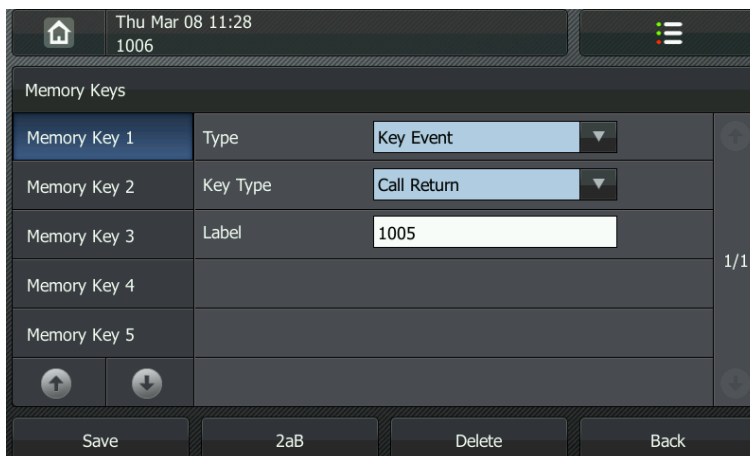 Thu Mar 08 11:28
1006
Memory Keys
Memory Key 1
Type
Key Event
Memory Key 2
Key Type
Call Return
Memory Key 3
Label
1005
1/1
Memory Key 4
Memory Key 5
Save
2aB
Delete
Back